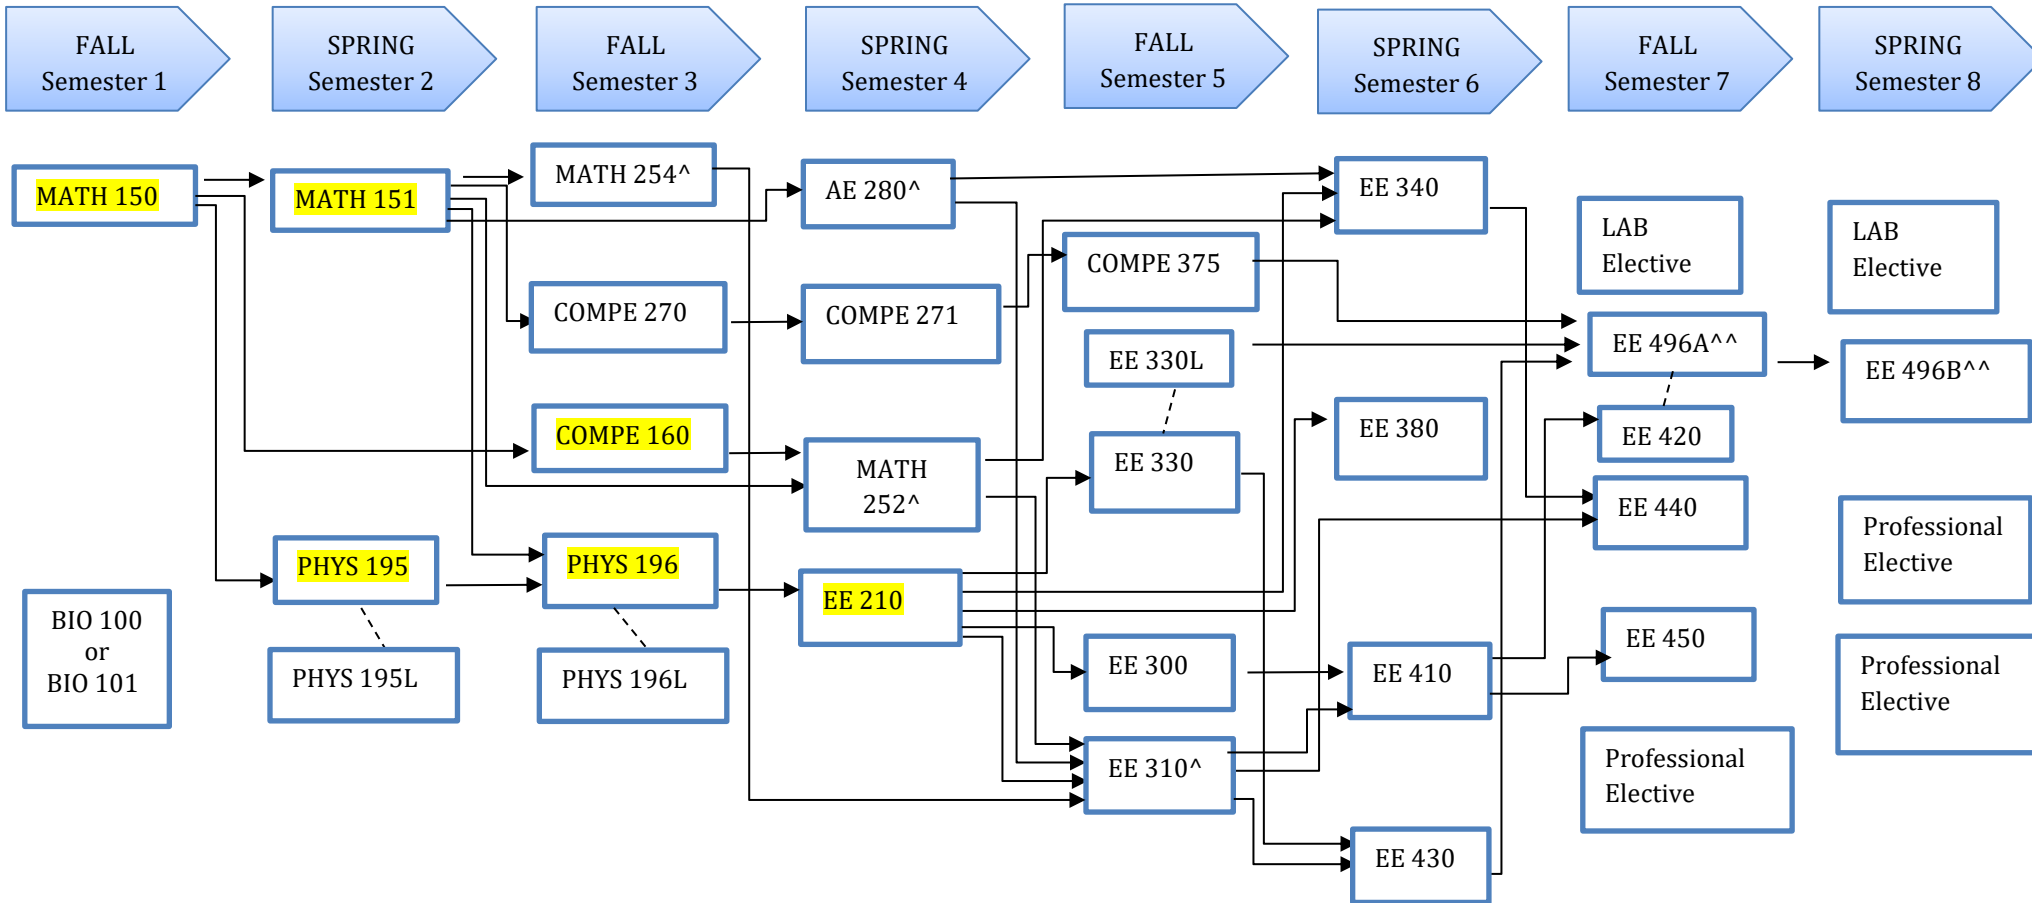 FALL
Semester 1
SPRING
Semester 2
FALL
Semester 3
SPRING
Semester 4
FALL
Semester 5
SPRING
Semester 6
FALL
Semester 7
SPRING
Semester 8
MATH 150
BIO 100
or
BIO 101
MATH 151
PHYS 195
PHYS 195L
MATH 254^
COMPE 270
COMPE 160
PHYS 196
PHYS 196L
AE 280^
COMPE 271
MATH
252^
EE 210
COMPE 375
EE 330L
EE 330
EE 300
EE 310^
EE 340
EE 380
EE 410
EE 430
LAB
Elective
EE 496A^^
EE 420
EE 440
EE 450
Professional
Elective
LAB
Elective
EE 496B^^
Professional
Elective
Professional
Elective